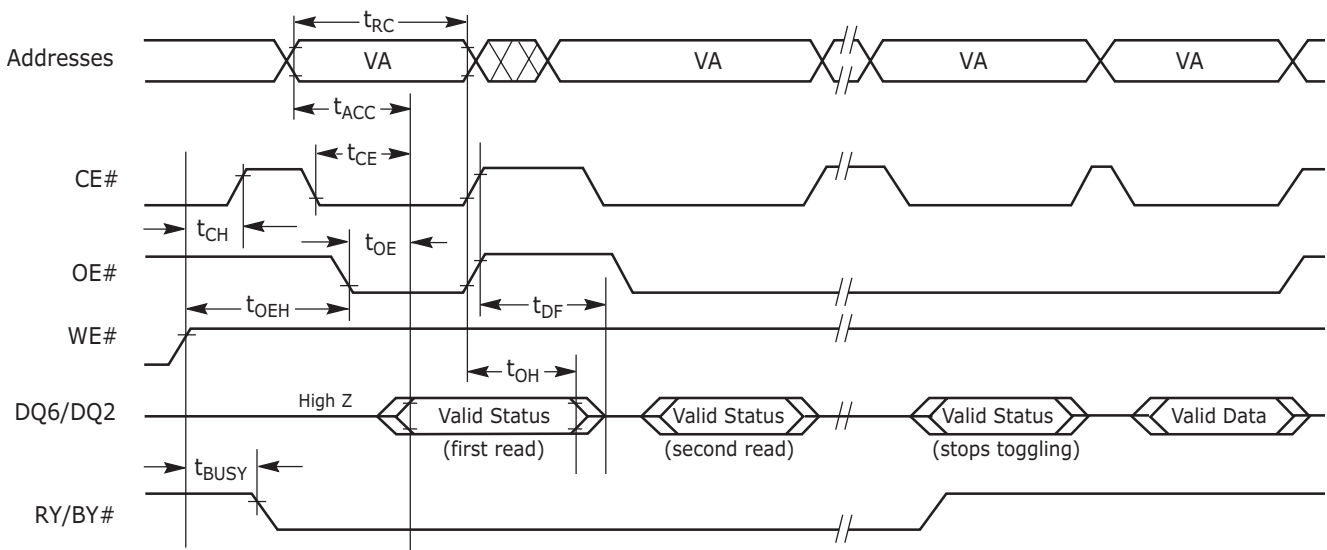 tRC
Addresses VA VA VA VA
tACC
tCE
CE#
tCH tOE
OE#
tOEH tDF
WE#
tOH
DQ6/DQ2 High Z Valid Status Valid Status Valid Status Valid Data
(first read) (second read) (stops toggling)
tBUSY
RY/BY#